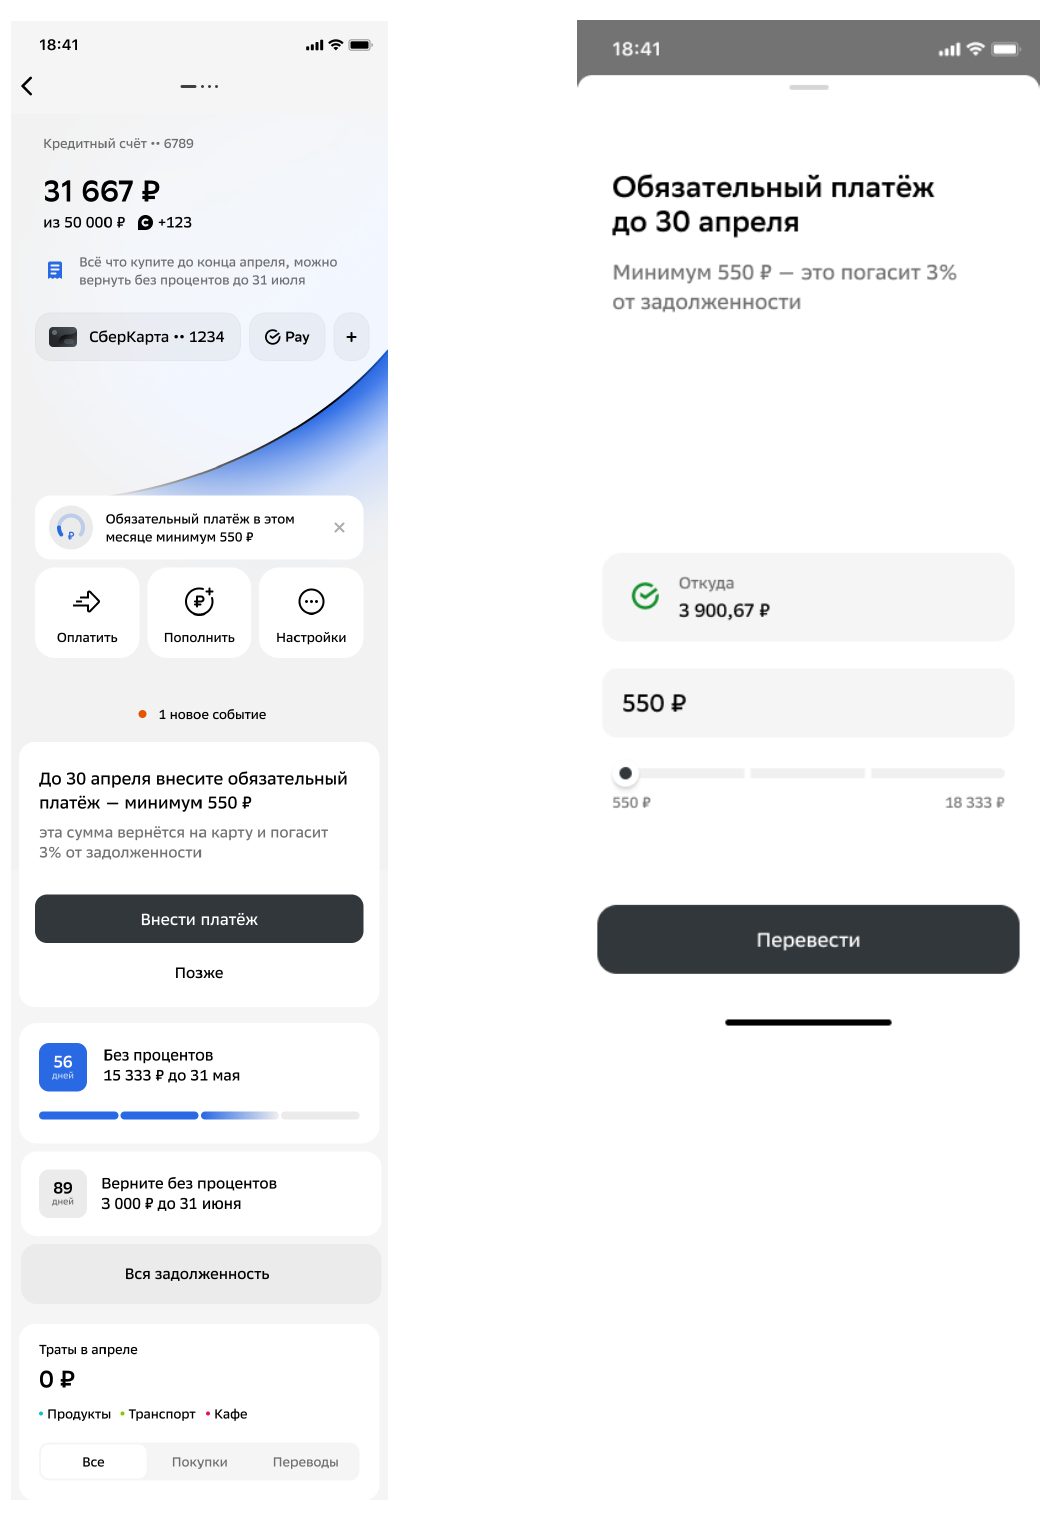 18:41
Кредитный счёт •• 6789
31 667 ₽
из 50 000 ₽ +123
Всё что купите до конца апреля, можно
вернуть без процентов до 31 июля
СберКарта •• 1234
Pay
+
Обязательный платёж в этом
месяце минимум 550 ₽
₽
Оплатить
Пополнить
Настройки
1 новое событие
До 30 апреля внесите обязательный
платёж — минимум 550 ₽
эта сумма вернётся на карту и погасит
3% от задолженности
Внести платёж
Позже
56
дней
Без процентов
15 333 ₽ до 31 мая
89
дней
Верните без процентов
3 000 ₽ до 31 июня
Вся задолженность
Траты в апреле
0 ₽
• Продукты • Транспорт • Кафе
Все
Покупки
Переводы
18:41
Обязательный платёж
до 30 апреля
Минимум 550 ₽ — это погасит 3%
от задолженности
Откуда
3 900,67 ₽
550 ₽
550 ₽
18 333 ₽
Перевести